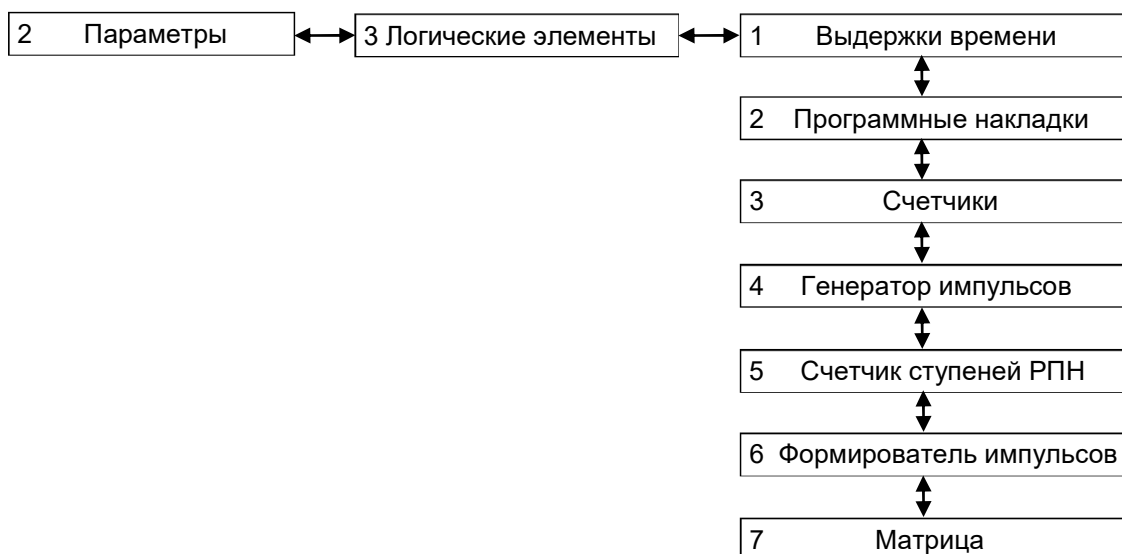 2 Параметры
3 Логические элементы
1 Выдержки времени
2 Программные накладки
3 Счетчики
4 Генератор импульсов
5 Счетчик ступеней РПН
6 Формирователь импульсов
7 Матрица